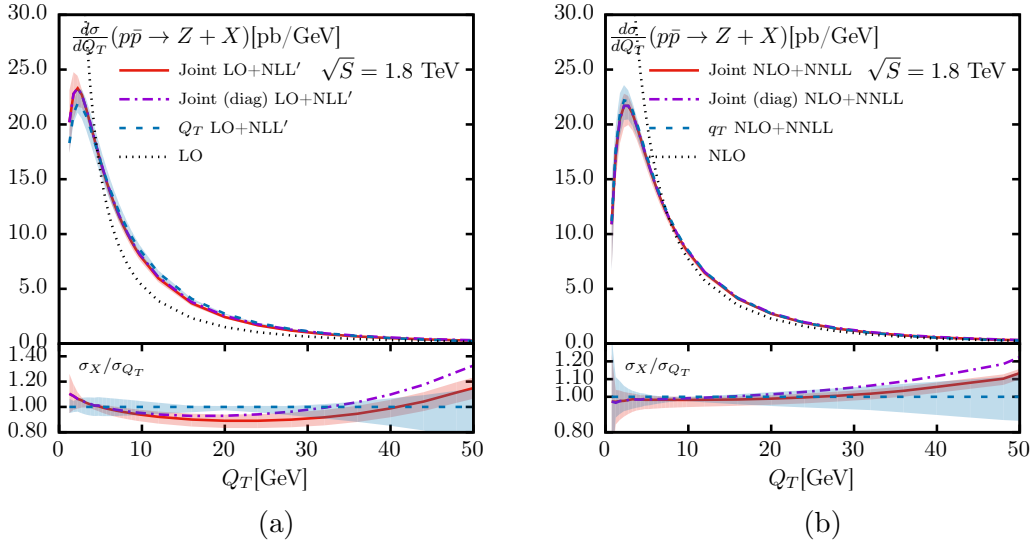 dσ/dQ_T (pp̄ → Z + X)[pb/GeV]
Joint LO+NLL′ √S = 1.8 TeV
Joint (diag) LO+NLL′
Q_T LO+NLL′
LO
30.0
25.0
20.0
15.0
10.0
5.0
0.0
1.40
σ_X/σ_{Q_T}
1.20
1.00
0.80
0 10 20 30 40 50
Q_T[GeV]
(a)
dσ/dQ_T (pp̄ → Z + X)[pb/GeV]
Joint NLO+NNLL √S = 1.8 TeV
Joint (diag) NLO+NNLL
q_T NLO+NNLL
NLO
30.0
25.0
20.0
15.0
10.0
5.0
0.0
σ_X/σ_{Q_T}
1.20
1.10
1.00
0.80
0 10 20 30 40 50
Q_T[GeV]
(b)